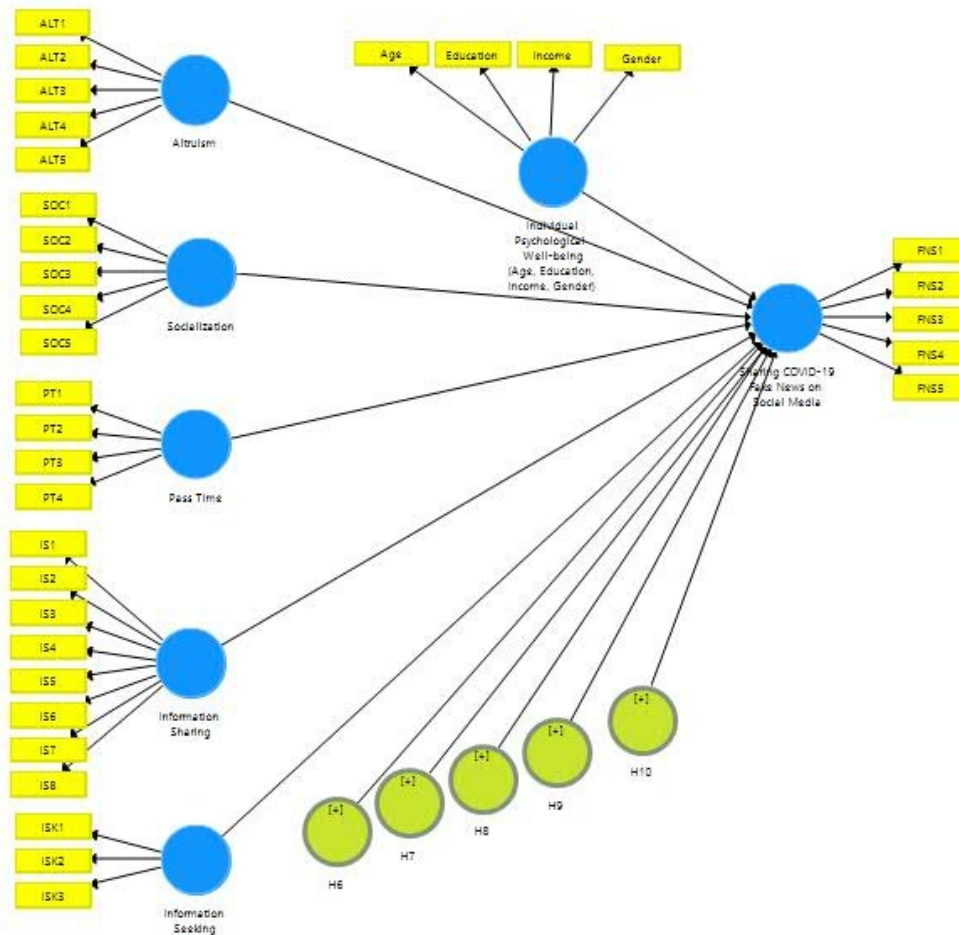 ALT1
ALT2
ALT3
ALT4
ALT5
Altruism
Age
Education
Income
Gender
Individual
Psychological
Well-being
(Age, Education,
Income, Gender)
SOC1
SOC2
SOC3
SOC4
SOC5
Socialization
FNS1
FNS2
FNS3
FNS4
FNS5
Sharing COVID-19
Fake News on
Social Media
PT1
PT2
PT3
PT4
Pass Time
IS1
IS2
IS3
IS4
IS5
IS6
IS7
IS8
Information
Sharing
ISK1
ISK2
ISK3
Information
Seeking
[+]
H6
[+]
H7
[+]
H8
[+]
H9
[+]
H10